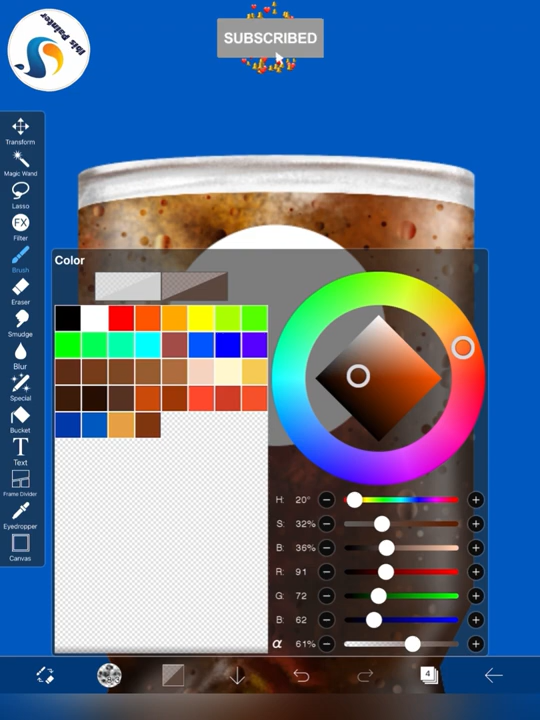 Ibis Painter
SUBSCRIBED
Transform
Magic Wand
Lasso
FX
Filter
Brush
Eraser
Smudge
Blur
Special
Bucket
T
Text
Frame Divider
Eyedropper
Canvas
Color
H: 20°
S: 32%
B: 36%
R: 91
G: 72
B: 62
α 61%
4